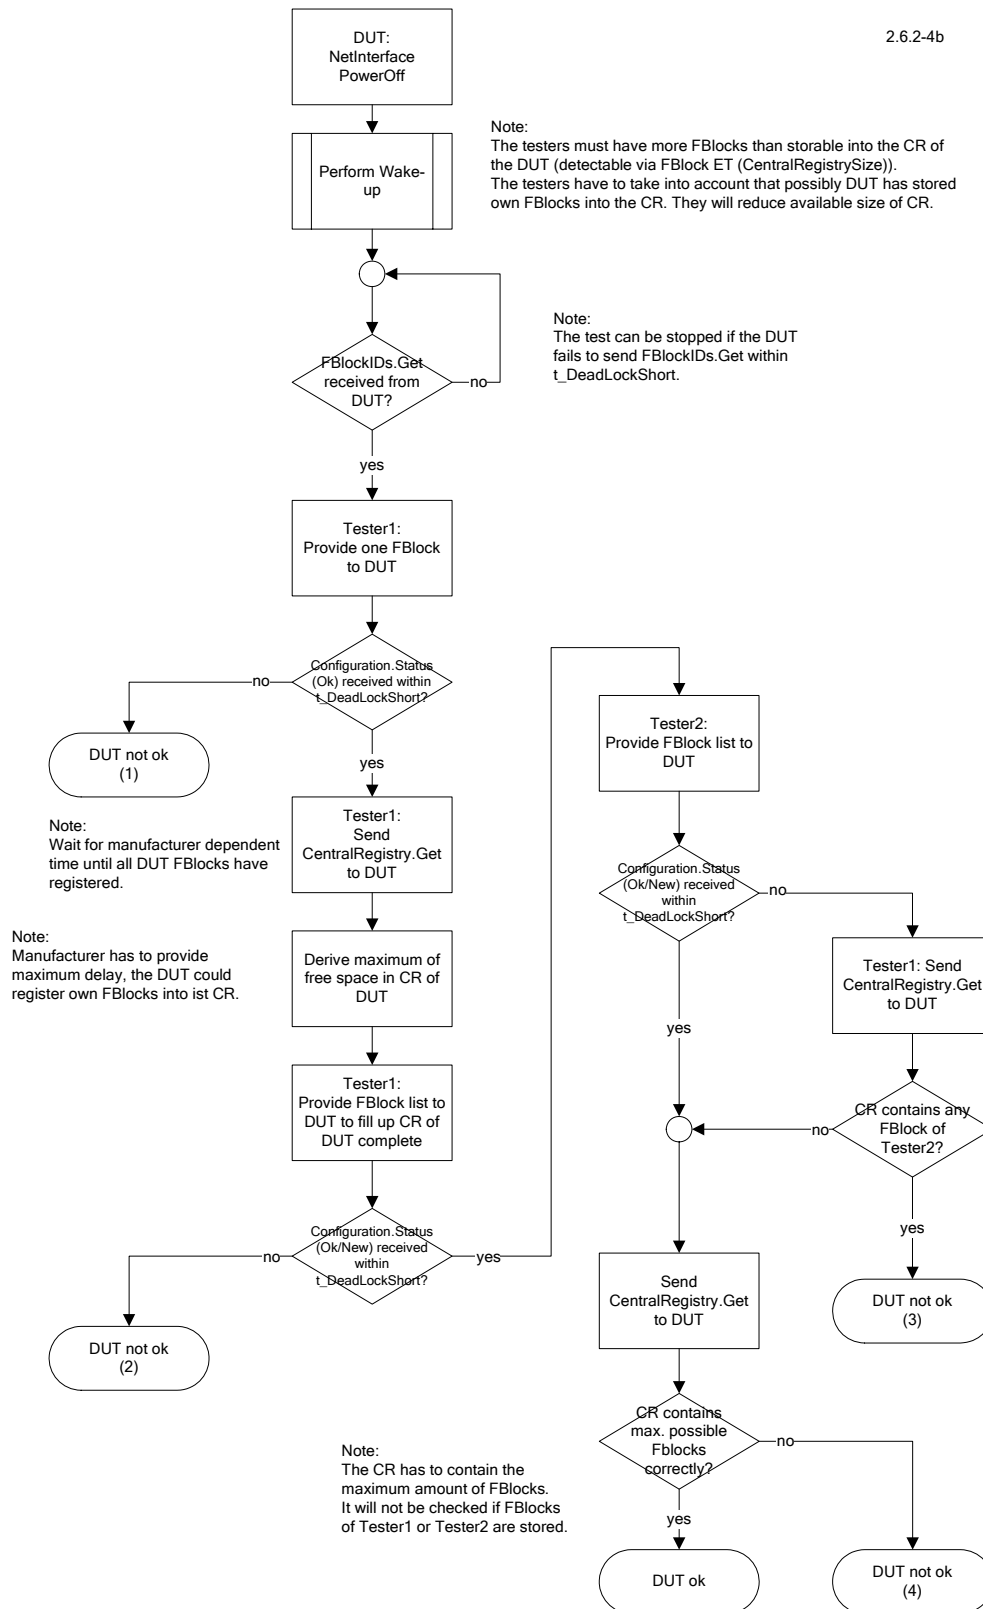 2.6.2-4b
DUT:
NetInterface
PowerOff
Note:
The testers must have more FBlocks than storable into the CR of
the DUT (detectable via FBlock ET (CentralRegistrySize)).
The testers have to take into account that possibly DUT has stored
own FBlocks into the CR. They will reduce available size of CR.
Perform Wake-
up
Note:
The test can be stopped if the DUT
fails to send FBlockIDs.Get within
t_DeadLockShort.
FBlockIDs.Get
received from
DUT?
no
yes
Tester1:
Provide one FBlock
to DUT
Configuration.Status
(Ok) received within
t_DeadLockShort?
no
DUT not ok
(1)
yes
Note:
Wait for manufacturer dependent
time until all DUT FBlocks have
registered.
Tester1:
Send
CentralRegistry.Get
to DUT
Note:
Manufacturer has to provide
maximum delay, the DUT could
register own FBlocks into ist CR.
Derive maximum of
free space in CR of
DUT
Tester1:
Provide FBlock list to
DUT to fill up CR of
DUT complete
Configuration.Status
(Ok/New) received
within
t_DeadLockShort?
no
yes
DUT not ok
(2)
Tester2:
Provide FBlock list to
DUT
Configuration.Status
(Ok/New) received
within
t_DeadLockShort?
no
yes
Tester1: Send
CentralRegistry.Get
to DUT
CR contains any
FBlock of
Tester2?
no
yes
DUT not ok
(3)
Send
CentralRegistry.Get
to DUT
CR contains
max. possible
Fblocks
correctly?
no
yes
Note:
The CR has to contain the
maximum amount of FBlocks.
It will not be checked if FBlocks
of Tester1 or Tester2 are stored.
DUT ok
DUT not ok
(4)